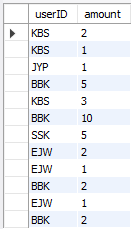 userID amount
KBS 2
KBS 1
JYP 1
BBK 5
KBS 3
BBK 10
SSK 5
EJW 2
EJW 1
BBK 2
EJW 1
BBK 2